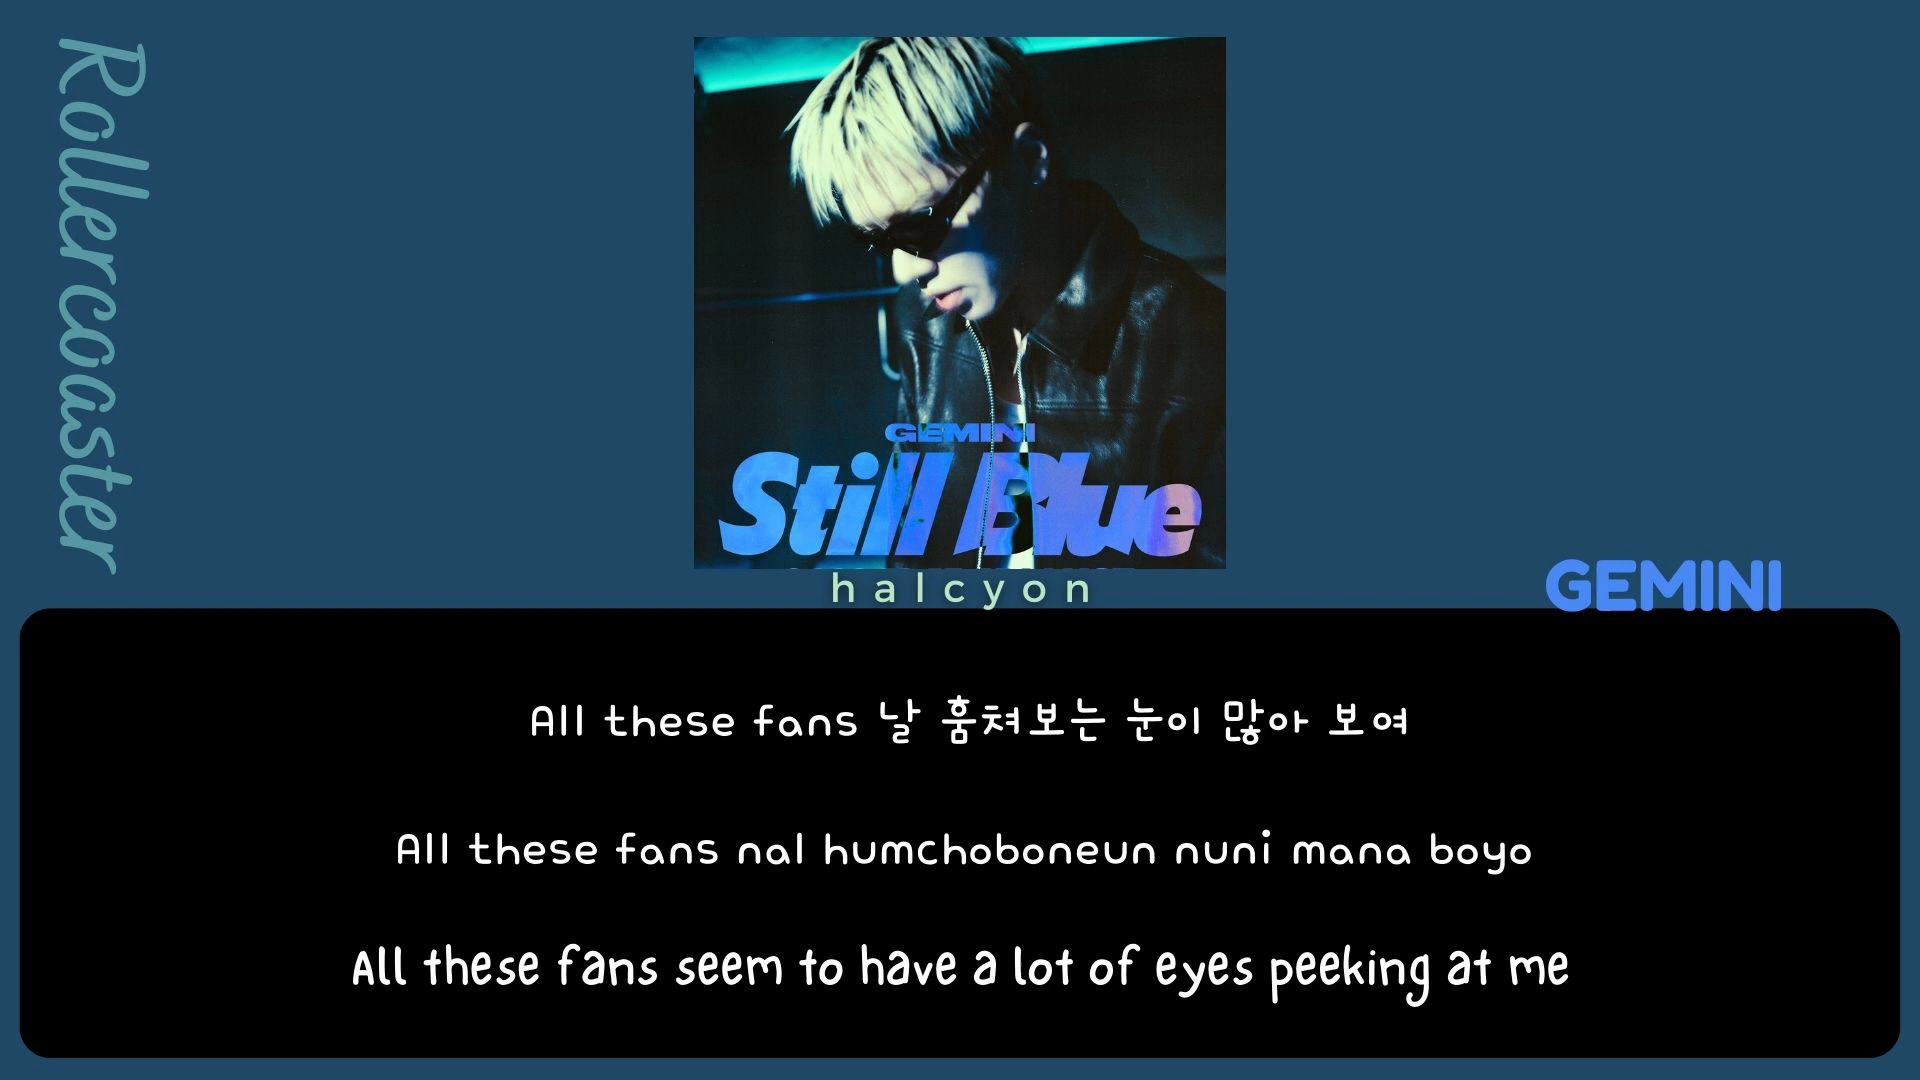 Rollercoaster
GEMINI
Still Blue
halcyon
GEMINI
All these fans 날 훔쳐보는 눈이 많아 보여
All these fans nal humchoboneun nuni mana boyo
All these fans seem to have a lot of eyes peeking at me